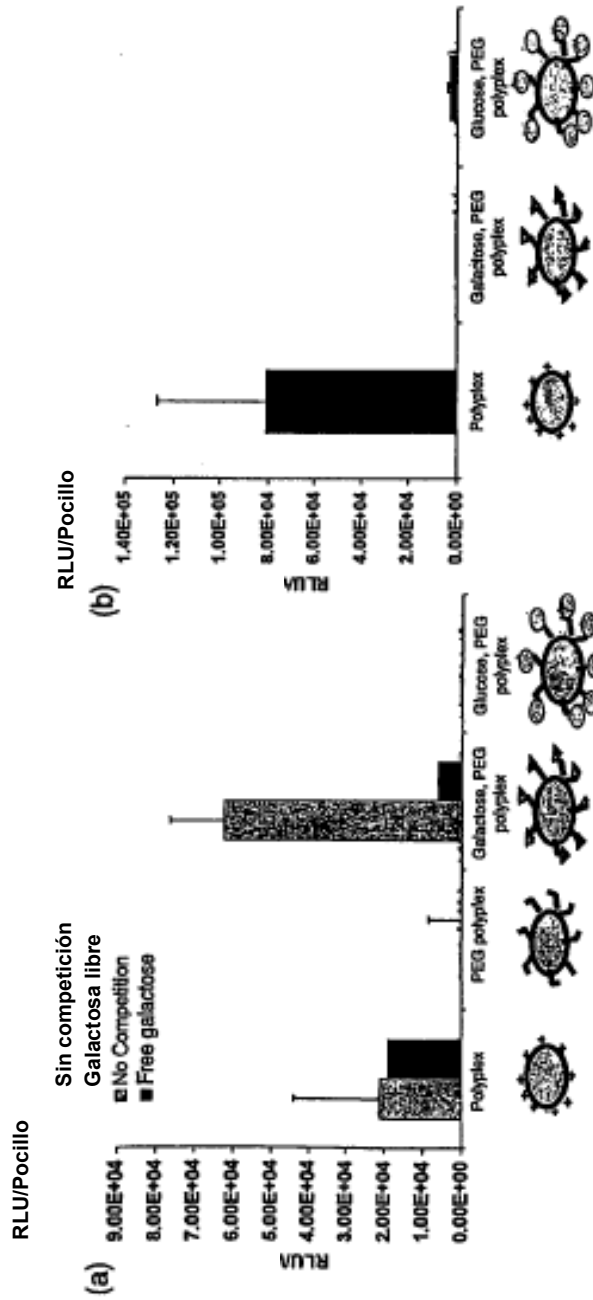 RLU/Pocillo
(a)
Sin competición
Galactosa libre
No Competition
Free galactose
9.00E+04
8.00E+04
7.00E+04
6.00E+04
5.00E+04
4.00E+04
3.00E+04
2.00E+04
1.00E+04
0.00E+00
Polyplex
PEG polyplex
Galactose, PEG
polyplex
Glucose, PEG
polyplex
RLU/Pocillo
(b)
1.40E+05
1.20E+05
1.00E+05
8.00E+04
6.00E+04
4.00E+04
2.00E+04
0.00E+00
Polyplex
Galactose, PEG
polyplex
Glucose, PEG
polyplex